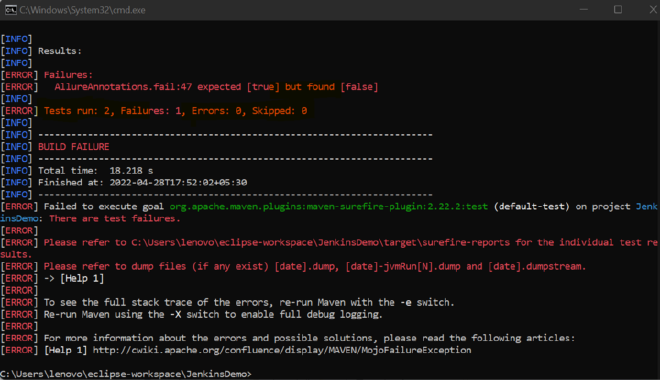 C:\Windows\System32\cmd.exe
[INFO]
[INFO] Results:
[INFO]
[ERROR] Failures:
[ERROR]   AllureAnnotations.fail:47 expected [true] but found [false]
[INFO]
[ERROR] Tests run: 2, Failures: 1, Errors: 0, Skipped: 0
[INFO]
[INFO] ------------------------------------------------------------------------
[INFO] BUILD FAILURE
[INFO] ------------------------------------------------------------------------
[INFO] Total time:  18.218 s
[INFO] Finished at: 2022-04-28T17:52:02+05:30
[INFO] ------------------------------------------------------------------------
[ERROR] Failed to execute goal org.apache.maven.plugins:maven-surefire-plugin:2.22.2:test (default-test) on project Jenk
insDemo: There are test failures.
[ERROR]
[ERROR] Please refer to C:\Users\lenovo\eclipse-workspace\JenkinsDemo\target\surefire-reports for the individual test re
sults.
[ERROR] Please refer to dump files (if any exist) [date].dump, [date]-jvmRun[N].dump and [date].dumpstream.
[ERROR] -> [Help 1]
[ERROR]
[ERROR] To see the full stack trace of the errors, re-run Maven with the -e switch.
[ERROR] Re-run Maven using the -X switch to enable full debug logging.
[ERROR]
[ERROR] For more information about the errors and possible solutions, please read the following articles:
[ERROR] [Help 1] http://cwiki.apache.org/confluence/display/MAVEN/MojoFailureException
C:\Users\lenovo\eclipse-workspace\JenkinsDemo>